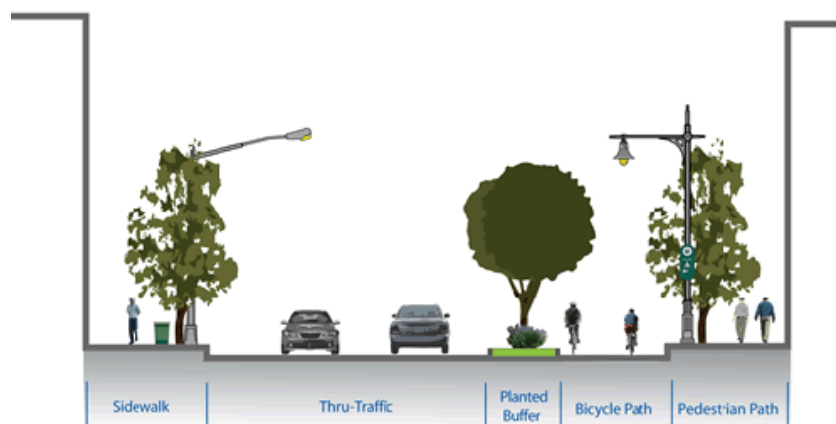 Sidewalk
Thru-Traffic
Planted
Buffer
Bicycle Path
Pedestrian Path